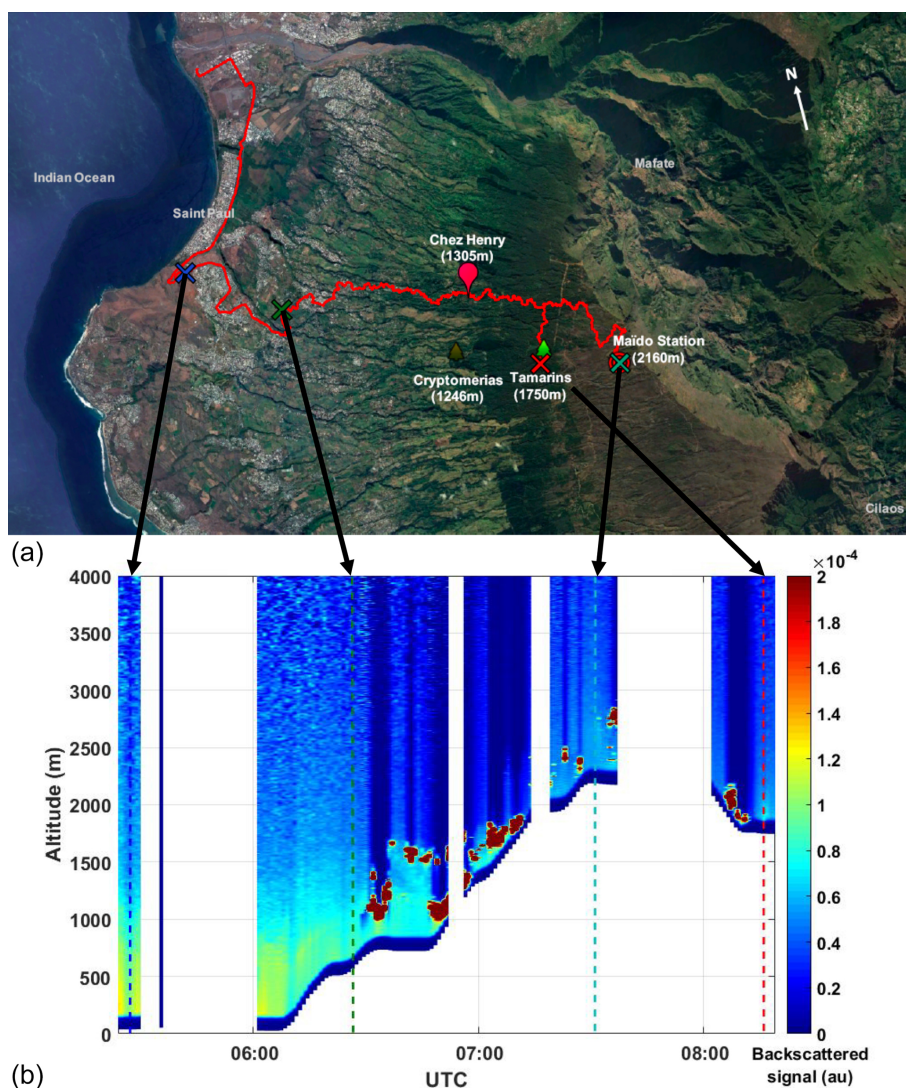 N
Mafate
Indian Ocean
Saint Paul
Chez Henry
(1305m)
Maïdo Station
(2160m)
Cryptomerias
(1246m)
Tamarins
(1750m)
Cilaos
(a)
×10⁻⁴
4000
3500
3000
2500
2000
1500
1000
500
0
Altitude (m)
06:00
07:00
08:00
UTC
2
1.8
1.6
1.4
1.2
1
0.8
0.6
0.4
0.2
0
Backscattered
signal (au)
(b)